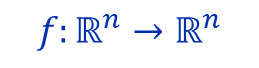 f: ℝⁿ → ℝⁿ